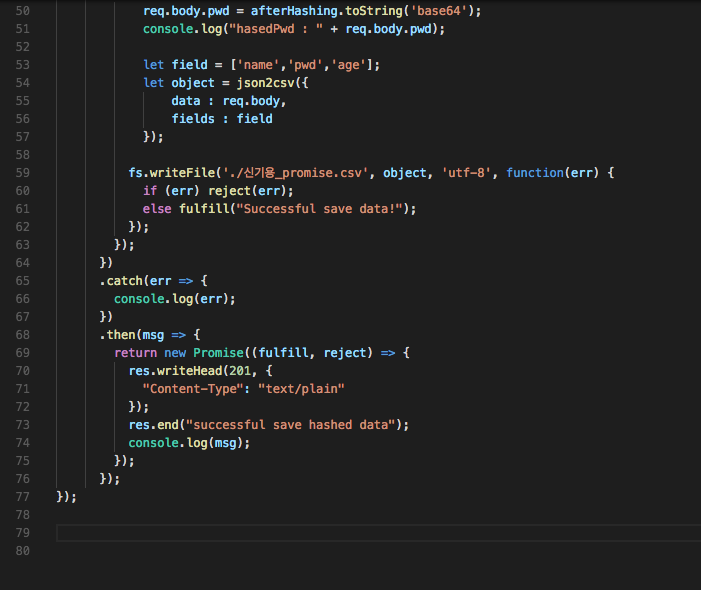 50 req.body.pwd = afterHashing.toString('base64');
51 console.log("hasedPwd : " + req.body.pwd);
52
53 let field = ['name','pwd','age'];
54 let object = json2csv({
55 data : req.body,
56 fields : field
57 });
58
59 fs.writeFile('./신기용_promise.csv', object, 'utf-8', function(err) {
60 if (err) reject(err);
61 else fulfill("Successful save data!");
62 });
63 });
64 })
65 .catch(err => {
66 console.log(err);
67 })
68 .then(msg => {
69 return new Promise((fulfill, reject) => {
70 res.writeHead(201, {
71 "Content-Type": "text/plain"
72 });
73 res.end("successful save hashed data");
74 console.log(msg);
75 });
76 });
77 });
78
79
80